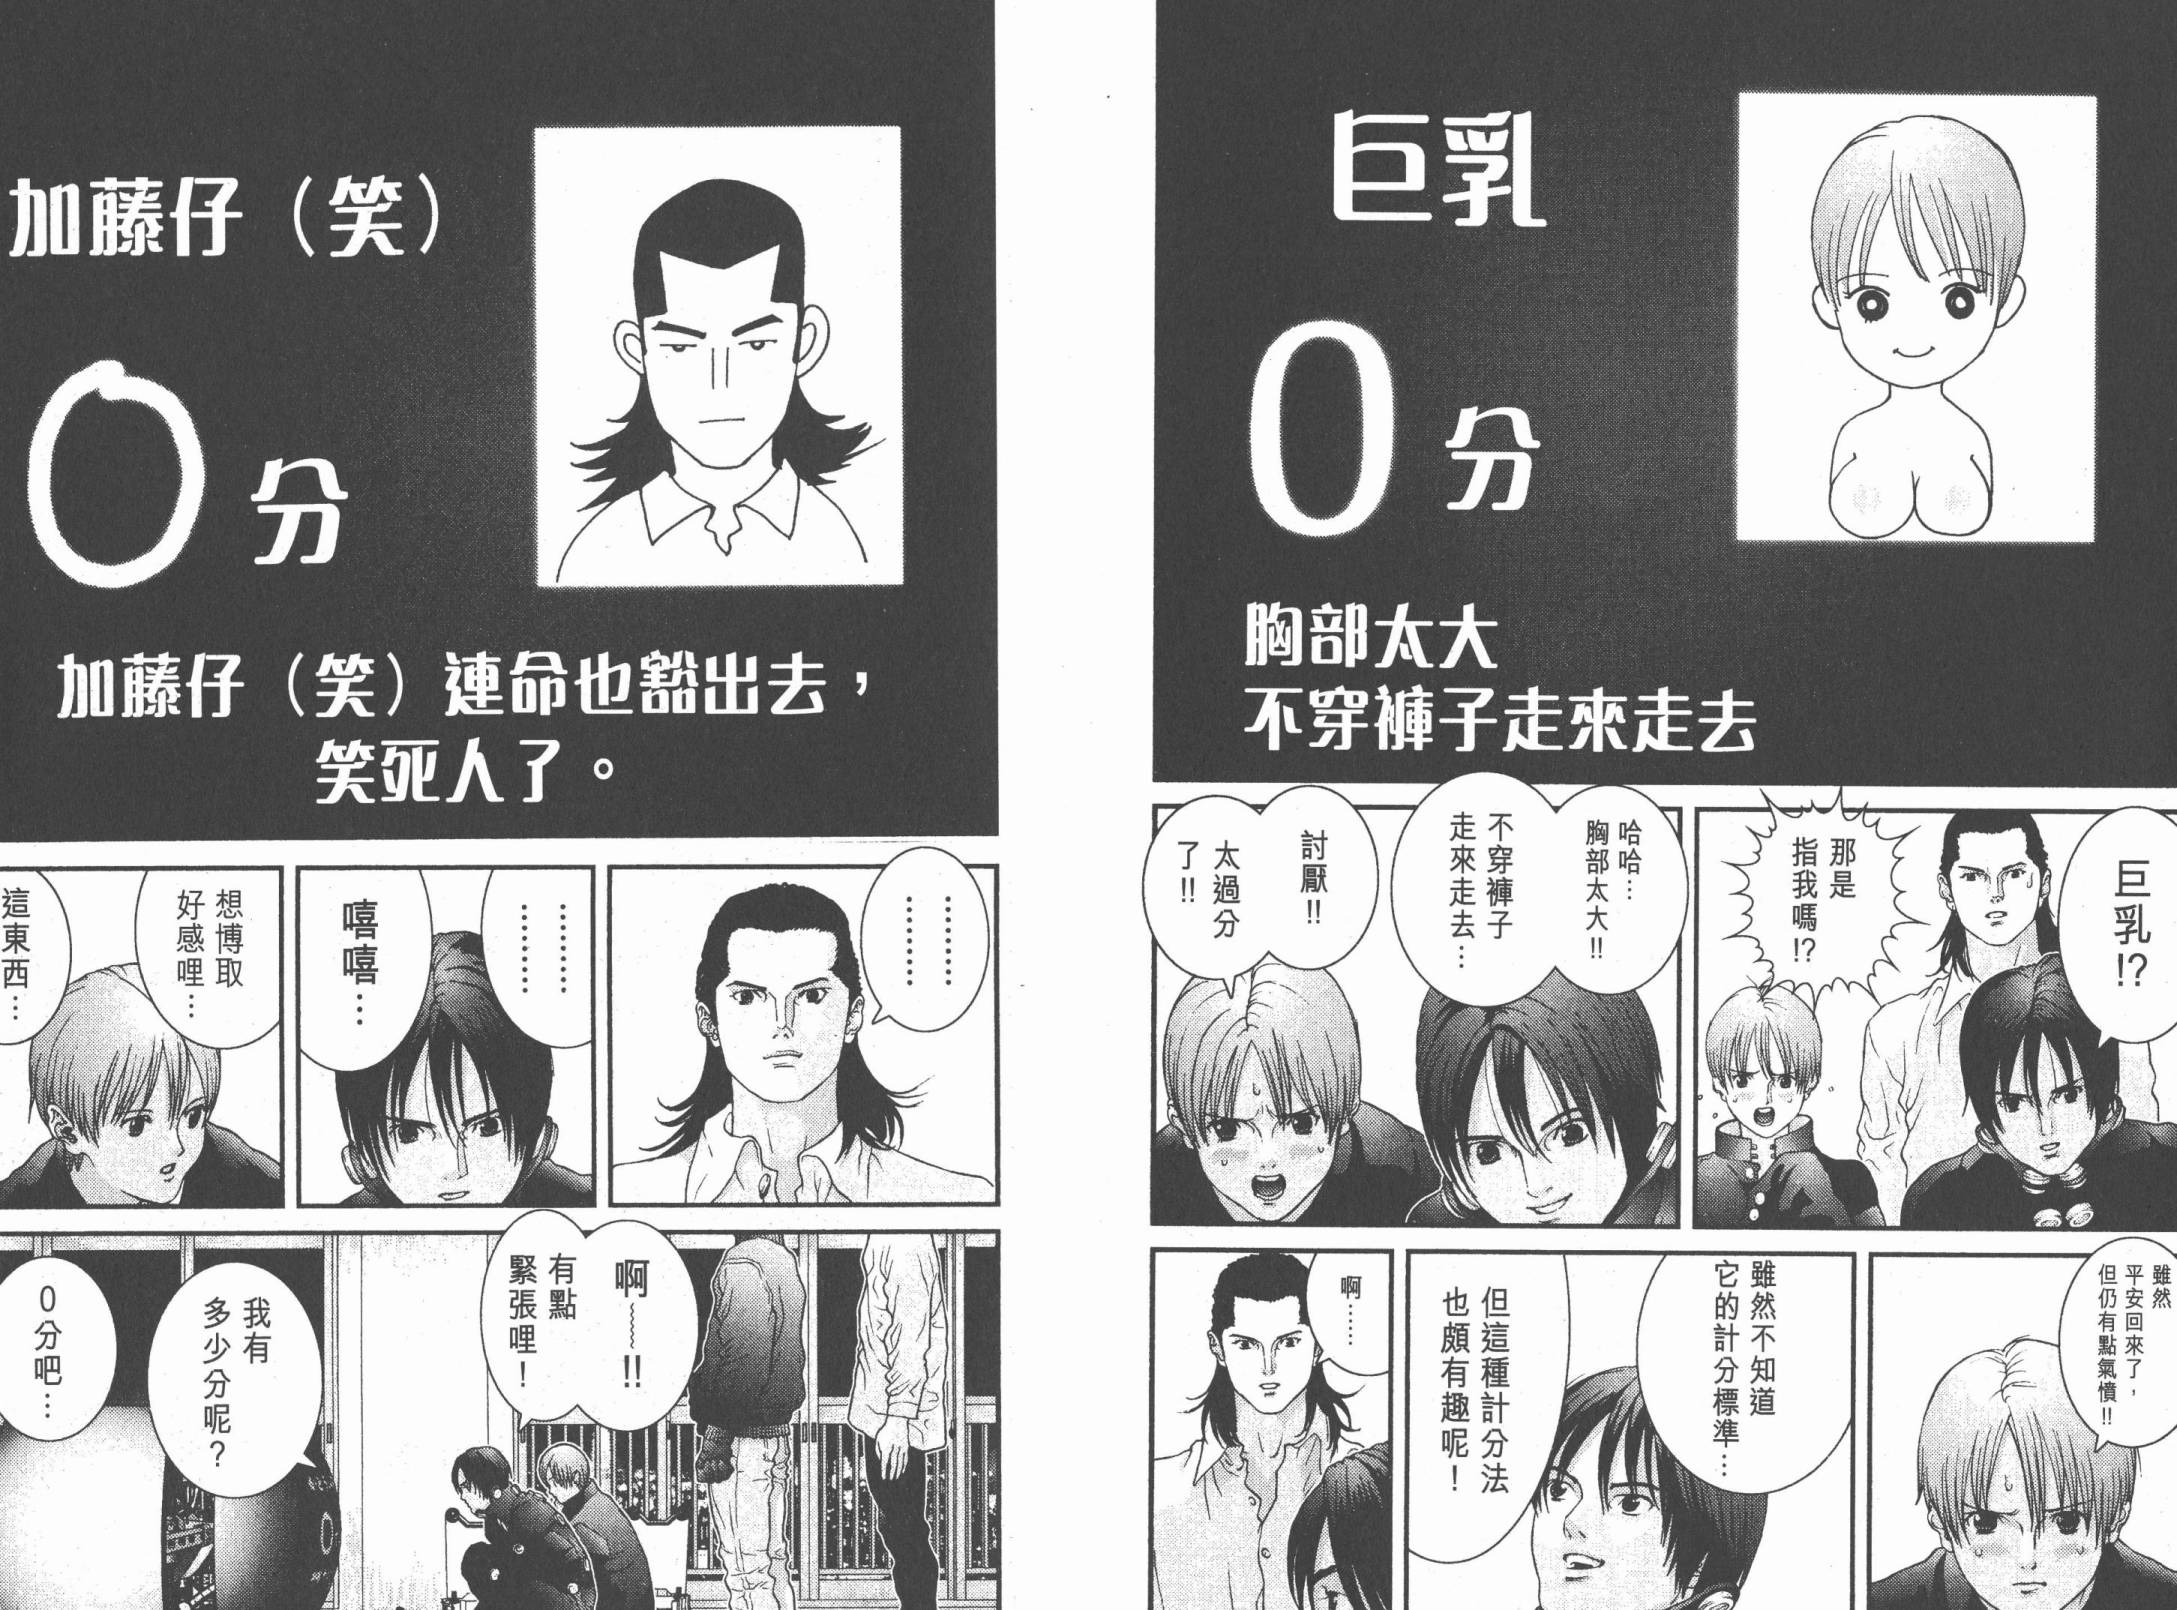 巨乳
0分
胸部太大
不穿褲子走來走去
巨乳!?
那是
指我嗎!?
哈哈…
胸部太大!!
不穿褲子
走來走去…
討厭!!
太過分
了!!
雖然
平安回來了，
但仍有點氣憤!!
雖然不知道
它的計分標準…
但這種計分法
也頗有趣呢！
啊……
加藤仔（笑）
0分
加藤仔（笑）連命也豁出去，
笑死人了。
………
………
………
………
嘻嘻…
想博取
好感哩…
這東西…
啊~~~!!
有點
緊張哩！
我有
多少分呢？
0分吧…